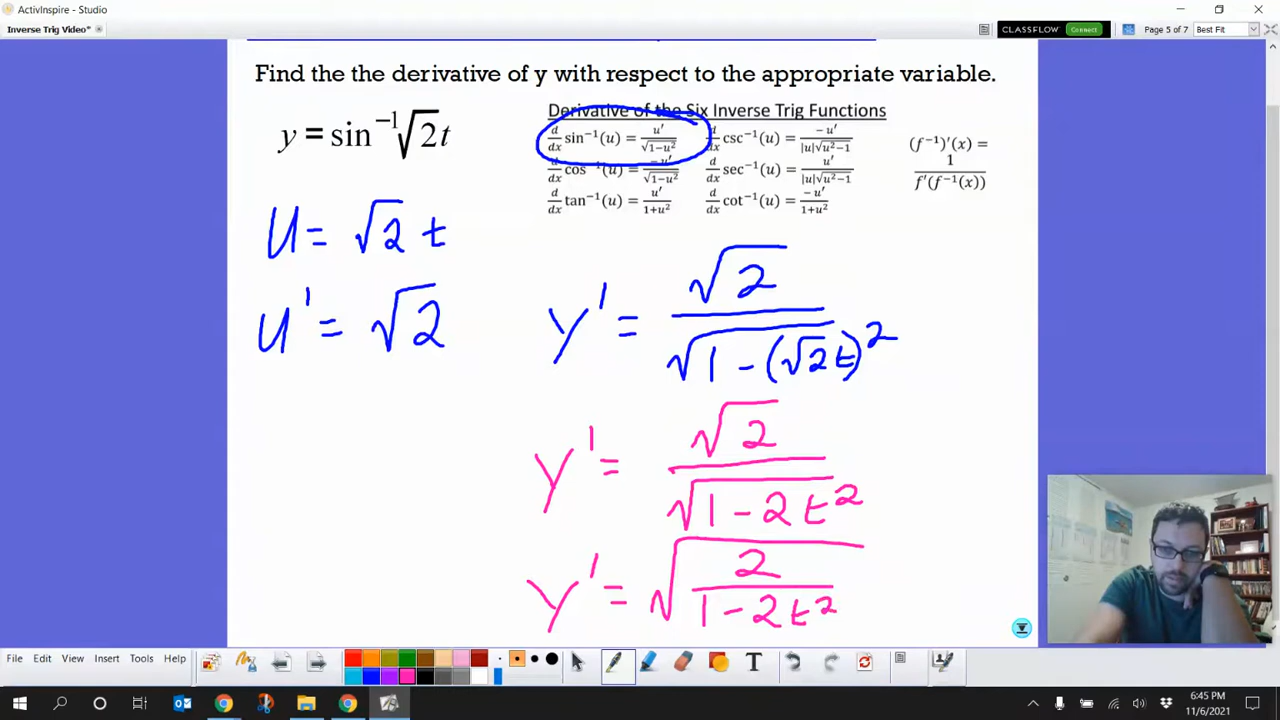 ActivInspire - Studio
Inverse Trig Video*
CLASSFLOW Connect
Page 5 of 7
Best Fit
Find the the derivative of y with respect to the appropriate variable.
y = sin⁻¹√2t
Derivative of the Six Inverse Trig Functions
d/dx sin⁻¹(u) = u'/√(1−u²) d/dx csc⁻¹(u) = −u'/(|u|√(u²−1))
d/dx cos⁻¹(u) = −u'/√(1−u²) d/dx sec⁻¹(u) = u'/(|u|√(u²−1))
d/dx tan⁻¹(u) = u'/(1+u²) d/dx cot⁻¹(u) = −u'/(1+u²)
(f⁻¹)'(x) =
1/f'(f⁻¹(x))
u = √2 t
u' = √2
y' = √2/√(1 − (√2t)²)
y' = √2/√(1 − 2t²)
y' = √(2/(1 − 2t²))
File Edit View Insert Tools Help
T
6:45 PM
11/6/2021